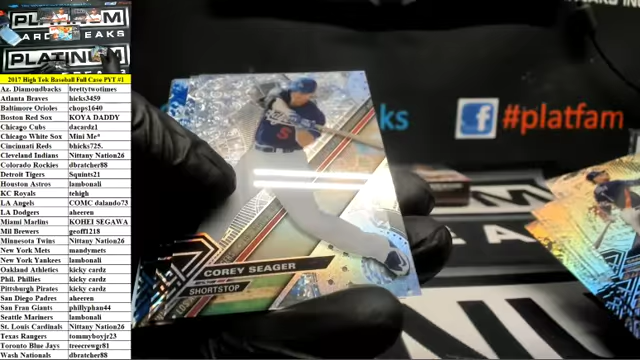 PLATINUM
PLATINUM
2017 High Tek Baseball Full Case PYT #1
Az. Diamondbacks brettytwotimes
Atlanta Braves hicks3459
Baltimore Orioles chops1640
Boston Red Sox KOYA DADDY
Chicago Cubs dacardz1
Chicago White Sox Mini Me*
Cincinnati Reds bhicks725.
Cleveland Indians Nittany Nation26
Colorado Rockies dbratcher88
Detroit Tigers Squints21
Houston Astros lambonali
KC Royals tehigh
LA Angels COMC dalando73
LA Dodgers aheeren
Miami Marlins KOHEI SEGAWA
Mil Brewers geoff1218
Minnesota Twins Nittany Nation26
New York Mets mandymets
New York Yankees lambonali
Oakland Athletics kicky cardz
Phil. Phillies kicky cardz
Pittsburgh Pirates kicky cardz
San Diego Padres aheeren
San Fran Giants phillyphan44
Seattle Mariners lambonali
St. Louis Cardinals Nittany Nation26
Texas Rangers tommyboyjr23
Toronto Blue Jays treecrewgr81
Wash Nationals dbratcher88
#platfam
5
COREY SEAGER
SHORTSTOP